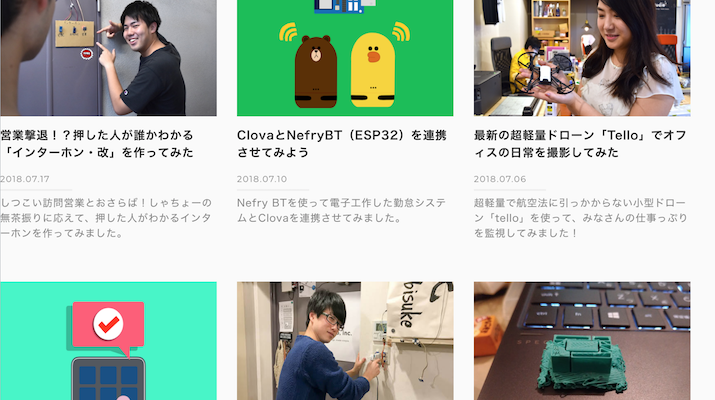 営業撃退！？押した人が誰かわかる
「インターホン・改」を作ってみた
2018.07.17
しつこい訪問営業とおさらば！しゃちょーの
無茶振りに応えて、押した人がわかるインタ
ーホンを作ってみました。
ClovaとNefryBT（ESP32）を連携
させてみよう
2018.07.10
Nefry BTを使って電子工作した勤怠システ
ムとClovaを連携させてみました。
最新の超軽量ドローン「Tello」でオフ
ィスの日常を撮影してみた
2018.07.06
超軽量で航空法に引っかからない小型ドロー
ン「tello」を使って、みなさんの仕事っぷり
を監視してみました！
bisuke